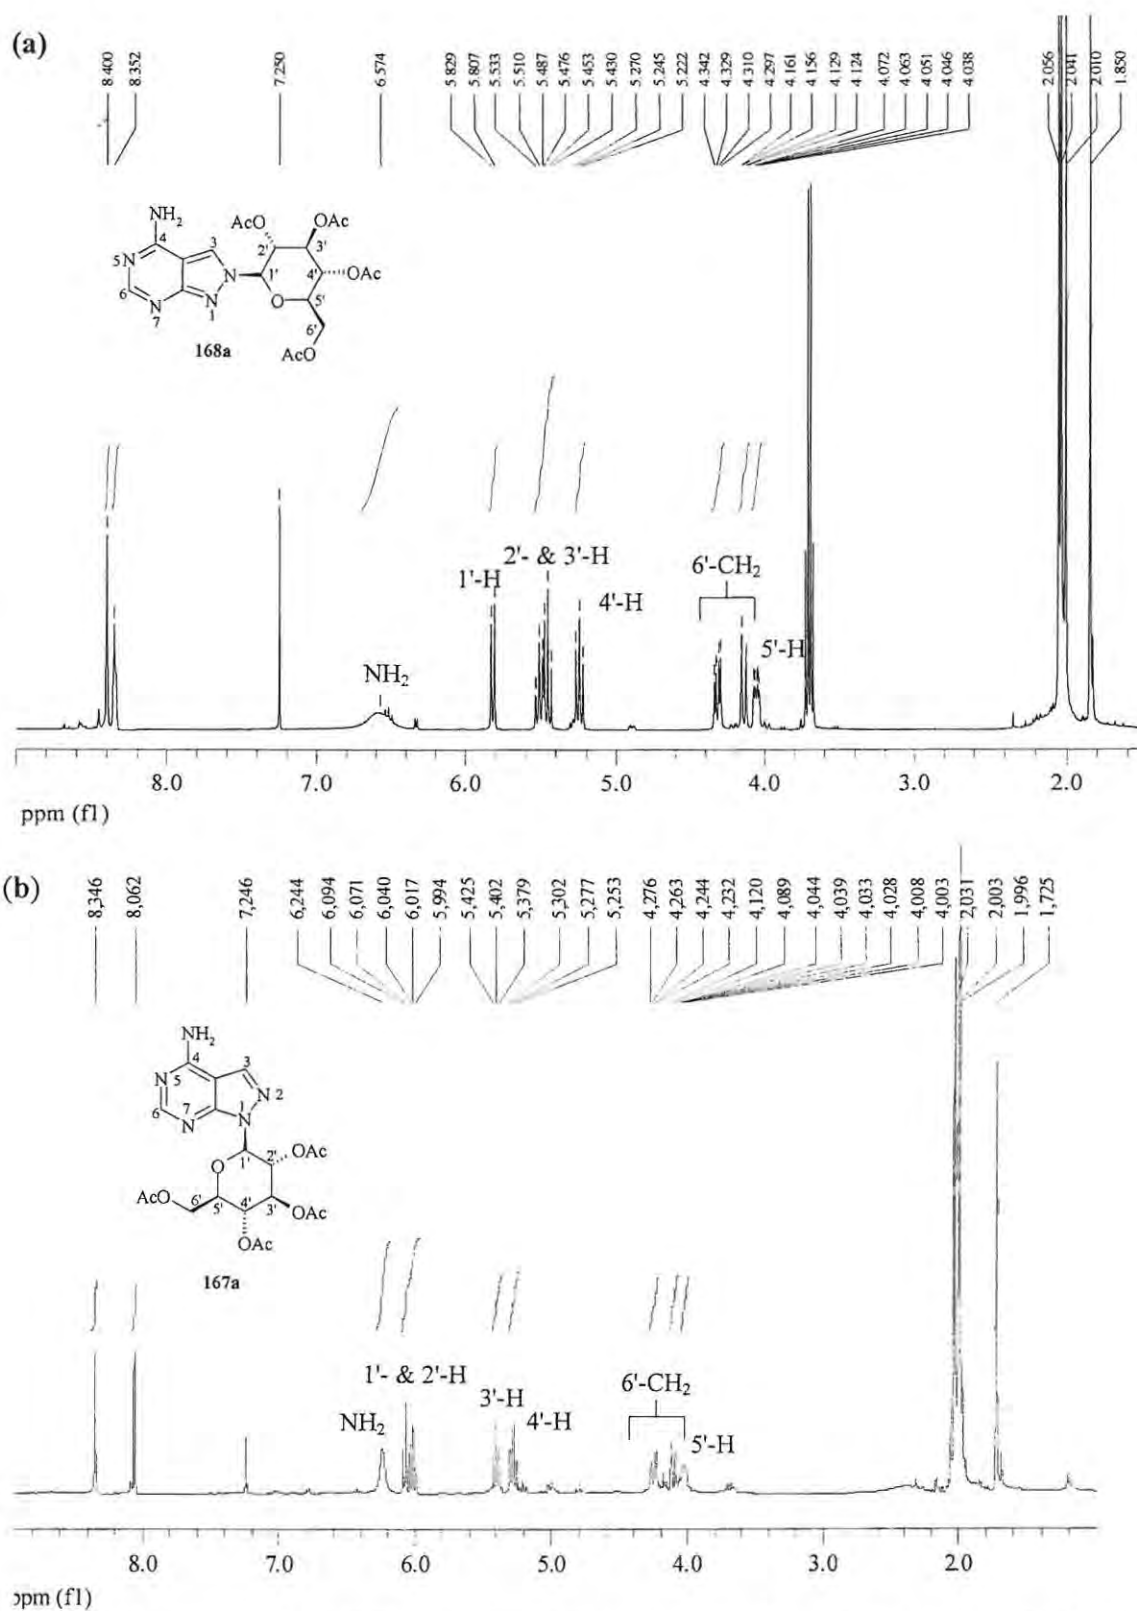 (a)
8.400
8.352
7.250
6.574
5.829
5.807
5.533
5.510
5.487
5.476
5.453
5.430
5.270
5.245
5.222
4.342
4.329
4.310
4.297
4.161
4.156
4.129
4.124
4.072
4.063
4.051
4.046
4.038
2.056
2.041
2.010
1.850
NH2
4
3
N 5
6
N
7
N
N
1
AcO
OAc
2'
3'
1'
4'
OAc
O
5'
6'
AcO
168a
NH2
1'-H
2'- & 3'-H
4'-H
6'-CH2
5'-H
8.0 7.0 6.0 5.0 4.0 3.0 2.0
ppm (f1)
(b)
8,346
8,062
7,246
6,244
6,094
6,071
6,040
6,017
5,994
5,425
5,402
5,379
5,302
5,277
5,253
4,276
4,263
4,244
4,232
4,120
4,089
4,044
4,039
4,033
4,028
4,008
4,003
2,031
2,003
1,996
1,725
NH2
4
3
N 5
N 2
6
7
N
1
N
O
1'
2'
OAc
AcO
6'
5'
4'
3'
OAc
OAc
167a
NH2
1'- & 2'-H
3'-H
4'-H
6'-CH2
5'-H
8.0 7.0 6.0 5.0 4.0 3.0 2.0
ppm (f1)